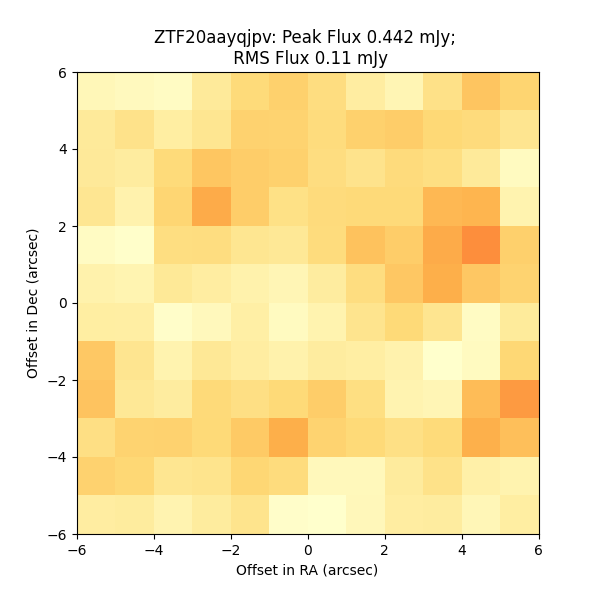 ZTF20aayqjpv: Peak Flux 0.442 mJy;
RMS Flux 0.11 mJy
6
4
2
0
−2
−4
−6
Offset in Dec (arcsec)
−6 −4 −2 0 2 4 6
Offset in RA (arcsec)